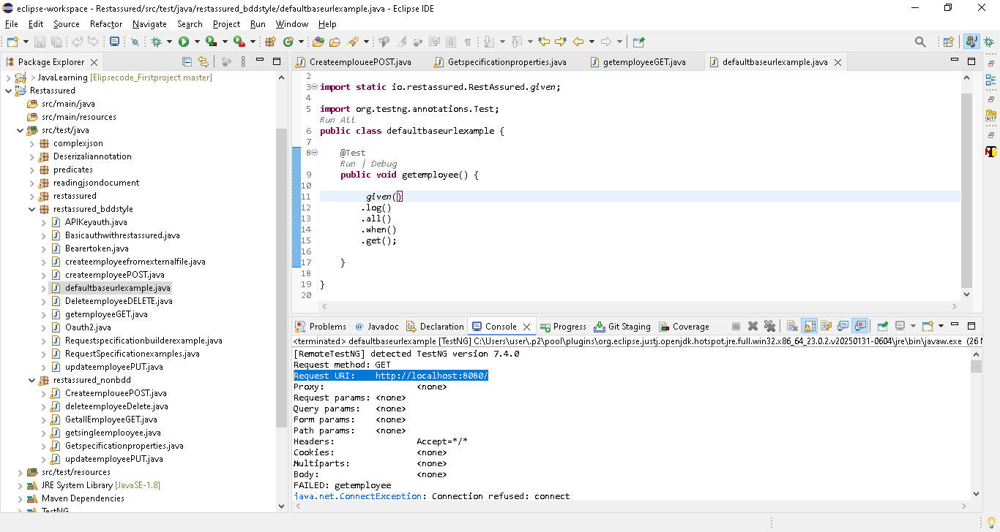 eclipse-workspace - Restassured/src/test/java/restassured_bddstyle/defaultbaseurlexample.java - Eclipse IDE
File Edit Source Refactor Navigate Search Project Run Window Help
Package Explorer
> JavaLearning [Elipsecode_Firstproject master]
Restassured
src/main/java
src/main/resources
src/test/java
complexjson
Deserizaliannotation
predicates
readingjsondocument
restassured
restassured_bddstyle
APIKeyauth.java
Basicauthwithrestassured.java
Bearertoken.java
createemployeefromexternalfile.java
createemployeePOST.java
defaultbaseurlexample.java
DeleteemployeeDELETE.java
getemployeeGET.java
Oauth2.java
Requestspecificationbuilderexample.java
RequestSpecificationexamples.java
updateemployeePUT.java
restassured_nonbdd
CreateemploueePOST.java
deleteemployeeDelete.java
GetallEmployeeGET.java
getsingleemplooyee.java
Getspecificationproperties.java
updateemployeePUT.java
src/test/resources
JRE System Library [JavaSE-1.8]
Maven Dependencies
TestNG
CreateemploueePOST.java Getspecificationproperties.java getemployeeGET.java defaultbaseurlexample.java
2
3 import static io.restassured.RestAssured.given;
4
5 import org.testng.annotations.Test;
Run All
6 public class defaultbaseurlexample {
7
8 @Test
Run | Debug
9 public void getemployee() {
10
11 given()
12 .log()
13 .all()
14 .when()
15 .get();
16
17 }
18
19 }
20
Problems @ Javadoc Declaration Console Progress Git Staging Coverage
<terminated> defaultbaseurlexample [TestNG] C:\Users\user\.p2\pool\plugins\org.eclipse.justj.openjdk.hotspot.jre.full.win32.x86_64_23.0.2.v20250131-0604\jre\bin\javaw.exe (26 N
[RemoteTestNG] detected TestNG version 7.4.0
Request method: GET
Request URI: http://localhost:8080/
Proxy: <none>
Request params: <none>
Query params: <none>
Form params: <none>
Path params: <none>
Headers: Accept=*/*
Cookies: <none>
Multiparts: <none>
Body: <none>
FAILED: getemployee
java.net.ConnectException: Connection refused: connect